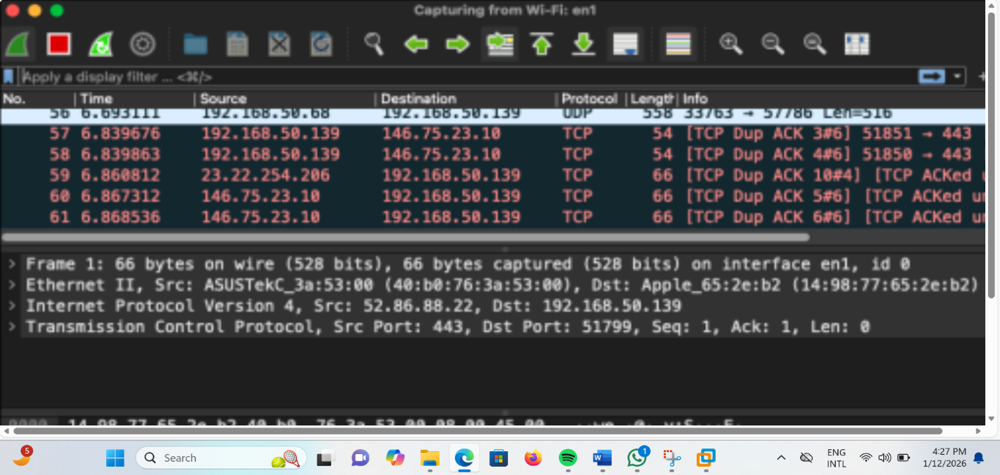 Capturing from Wi-Fi: en1
Apply a display filter ... <⌘/>
No. Time Source Destination Protocol Length Info
56 6.693111 192.168.50.68 192.168.50.139 UDP 558 33763 → 57786 Len=516
57 6.839676 192.168.50.139 146.75.23.10 TCP 54 [TCP Dup ACK 3#6] 51851 → 443
58 6.839863 192.168.50.139 146.75.23.10 TCP 54 [TCP Dup ACK 4#6] 51850 → 443
59 6.860812 23.22.254.206 192.168.50.139 TCP 66 [TCP Dup ACK 10#4] [TCP ACKed
60 6.867312 146.75.23.10 192.168.50.139 TCP 66 [TCP Dup ACK 5#6] [TCP ACKed
61 6.868536 146.75.23.10 192.168.50.139 TCP 66 [TCP Dup ACK 6#6] [TCP ACKed
> Frame 1: 66 bytes on wire (528 bits), 66 bytes captured (528 bits) on interface en1, id 0
> Ethernet II, Src: ASUSTekC_3a:53:00 (40:b0:76:3a:53:00), Dst: Apple_65:2e:b2 (14:98:77:65:2e:b2)
> Internet Protocol Version 4, Src: 52.86.88.22, Dst: 192.168.50.139
> Transmission Control Protocol, Src Port: 443, Dst Port: 51799, Seq: 1, Ack: 1, Len: 0
0000 14 98 77 65 2e b2 40 b0 76 3a 53 00 08 00 45 00
5
Search
1
ENG
INTL
4:27 PM
1/12/2026